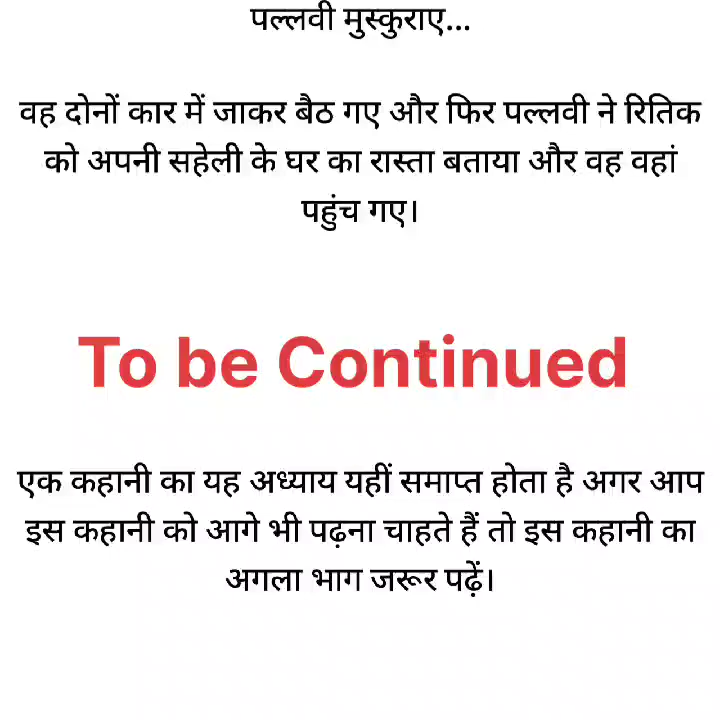 पल्लवी मुस्कुराए...
वह दोनों कार में जाकर बैठ गए और फिर पल्लवी ने रितिक
को अपनी सहेली के घर का रास्ता बताया और वह वहां
पहुंच गए।
To be Continued
एक कहानी का यह अध्याय यहीं समाप्त होता है अगर आप
इस कहानी को आगे भी पढ़ना चाहते हैं तो इस कहानी का
अगला भाग जरूर पढ़ें।